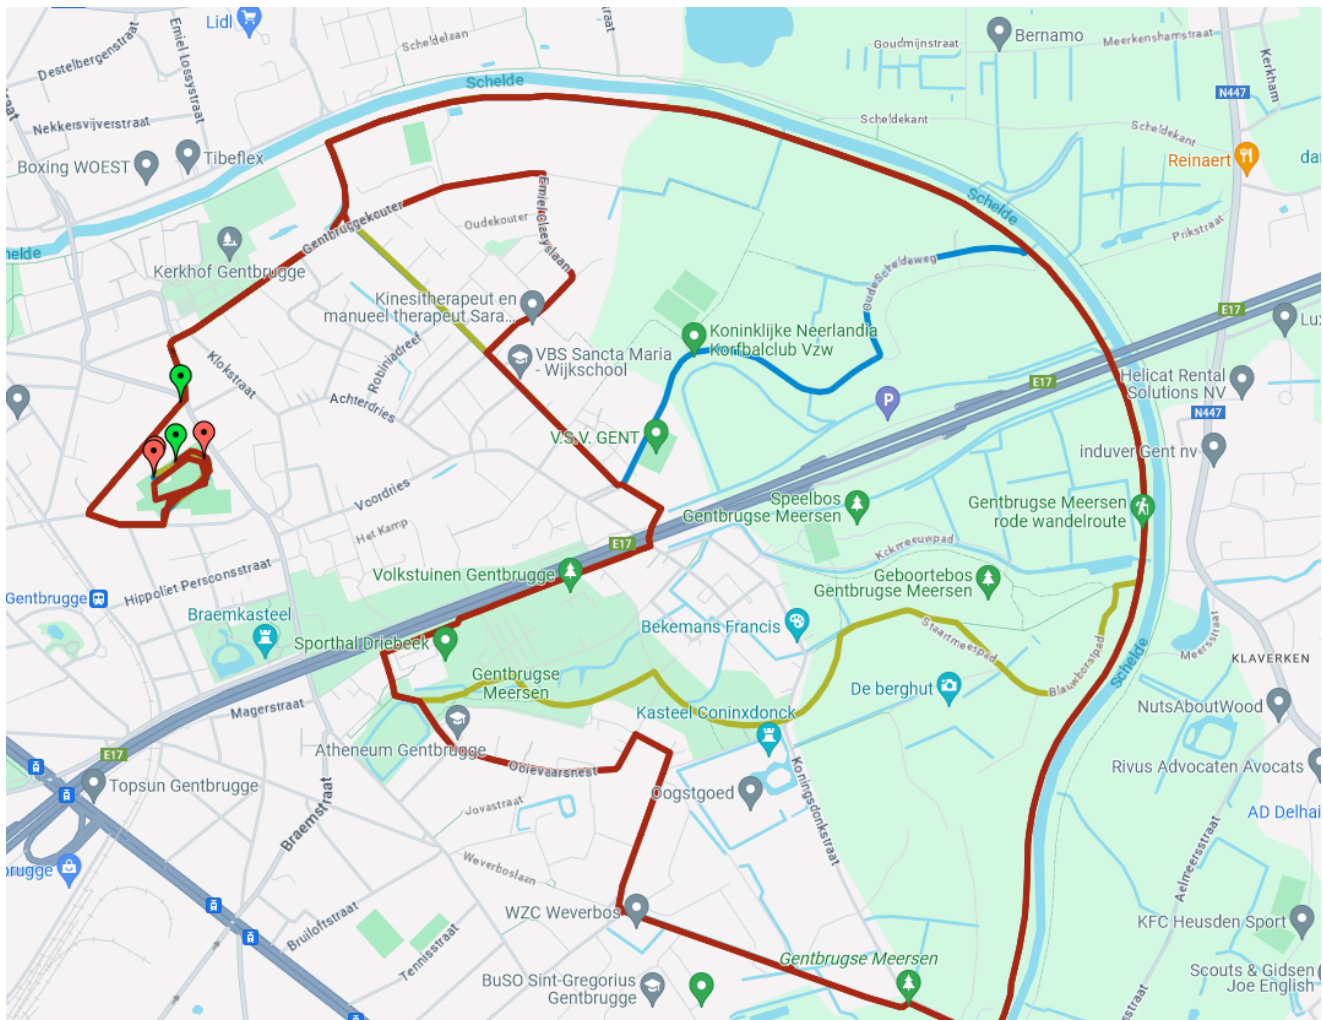 Lidl
Emiel Lossystraat
Scheldelaan
Destelbergenstraat
Goudmijnstraat
Bernamo
Meerkenshamstraat
Kerkham
Schelde
N447
Nekkersvijverstraat
Scheldekant
Scheldekant
Boxing WOEST
Tibeflex
Reinaert
Schelde
Emiel Claeyslaan
Oudekouter
Gentbruggekouter
Prikstraat
Kerkhof Gentbrugge
OudeScheldeweg
Kinesitherapeut en
manueel therapeut Sara...
E17
Koninklijke Neerlandia
Korfbalclub Vzw
Robiniadreef
Klokstraat
VBS Sancta Maria
- Wijkschool
E17
Helicat Rental
Solutions NV
Achterdries
P
N447
V.S.V. GENT
induver Gent nv
Voordries
Speelbos
Gentbrugse Meersen
Gentbrugse Meersen
rode wandelroute
Het Kamp
E17
Hippoliet Persoonsstraat
Volkstuinen Gentbrugge
Geboortebos
Gentbrugse Meersen
Gentbrugge
Braemkasteel
Bekemans Francis
Sporthal Driebeek
Staartmeespad
Meersstraat
KLAVERKEN
Schelde
Gentbrugse
Meersen
Blauwborstpad
De berghut
Magerstraat
Kasteel Coninxdonck
NutsAboutWood
E17
Atheneum Gentbrugge
Ooievaarsnest
Rivus Advocaten Avocats
Topsun Gentbrugge
Oogstgoed
Koningsdonkstraat
Jovastraat
AD Delhai
Braemstraat
Weverboslaan
Aelmeersstraat
WZC Weverbos
KFC Heusden Sport
Bruiloftstraat
Tennisstraat
Gentbrugse Meersen
BuSO Sint-Gregorius
Gentbrugge
Scouts & Gidsen
Joe English